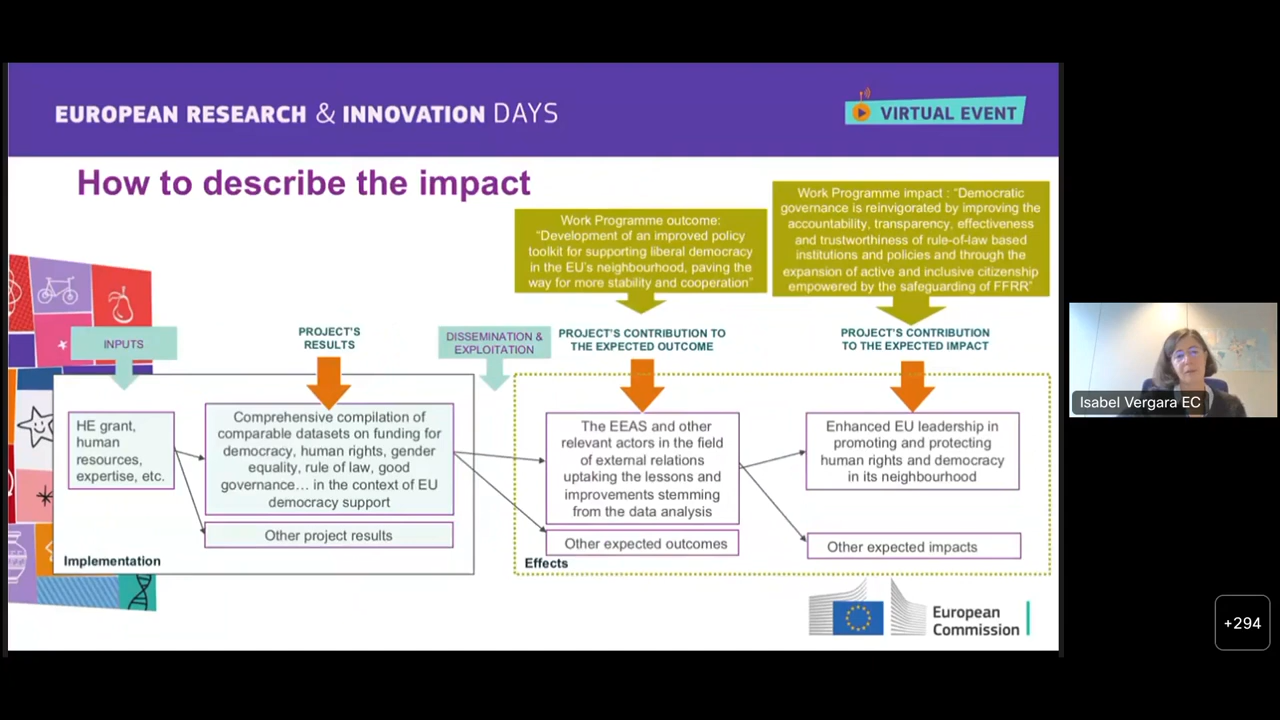 EUROPEAN RESEARCH & INNOVATION DAYS
VIRTUAL EVENT
How to describe the impact
Work Programme outcome:
“Development of an improved policy
toolkit for supporting liberal democracy
in the EU’s neighbourhood, paving the
way for more stability and cooperation”
Work Programme impact : “Democratic
governance is reinvigorated by improving the
accountability, transparency, effectiveness
and trustworthiness of rule-of-law based
institutions and policies and through the
expansion of active and inclusive citizenship
empowered by the safeguarding of FFRR”
INPUTS
PROJECT’S
RESULTS
DISSEMINATION &
EXPLOITATION
PROJECT’S CONTRIBUTION TO
THE EXPECTED OUTCOME
PROJECT’S CONTRIBUTION
TO THE EXPECTED IMPACT
HE grant,
human
resources,
expertise, etc.
Comprehensive compilation of
comparable datasets on funding for
democracy, human rights, gender
equality, rule of law, good
governance… in the context of EU
democracy support
Other project results
Implementation
The EEAS and other
relevant actors in the field
of external relations
uptaking the lessons and
improvements stemming
from the data analysis
Other expected outcomes
Effects
Enhanced EU leadership in
promoting and protecting
human rights and democracy
in its neighbourhood
Other expected impacts
European
Commission
Isabel Vergara EC
+294